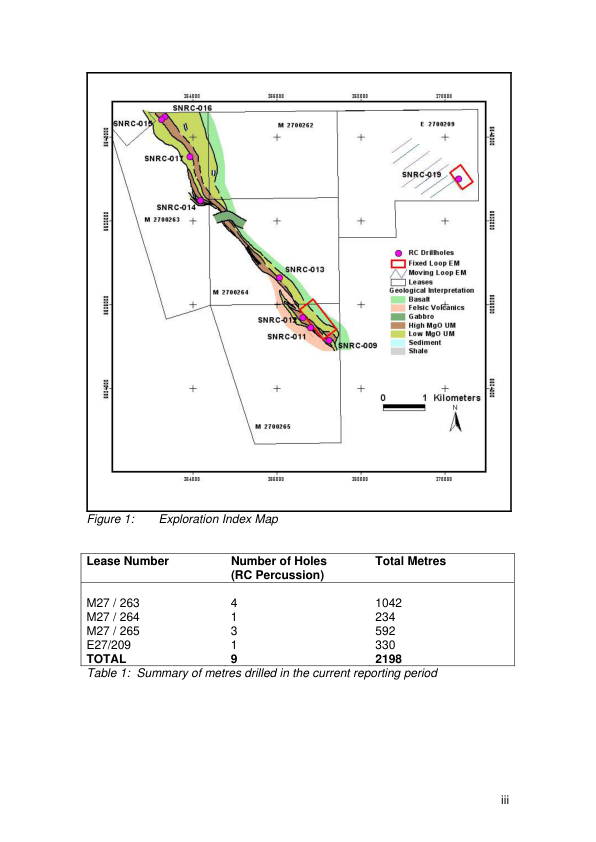 364000 366000 368000 370000
SNRC-016
SNRC-015
M 2700262
E 2700209
SNRC-017
SNRC-019
SNRC-014
M 2700263
RC Drillholes
Fixed Loop EM
Moving Loop EM
Leases
Geological Interpretation
Basalt
Felsic Volcanics
Gabbro
High MgO UM
Low MgO UM
Sediment
Shale
SNRC-013
M 2700264
SNRC-012
SNRC-011
SNRC-009
0 1 Kilometers
N
M 2700265
364000 366000 368000 370000
Figure 1: Exploration Index Map
Lease Number Number of Holes Total Metres
(RC Percussion)
M27 / 263 4 1042
M27 / 264 1 234
M27 / 265 3 592
E27/209 1 330
TOTAL 9 2198
Table 1: Summary of metres drilled in the current reporting period
iii